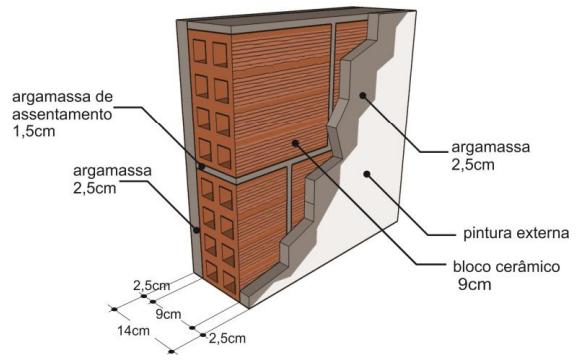 argamassa de
assentamento
1,5cm
argamassa
2,5cm
argamassa
2,5cm
pintura externa
bloco cerâmico
9cm
2,5cm
9cm
14cm
2,5cm